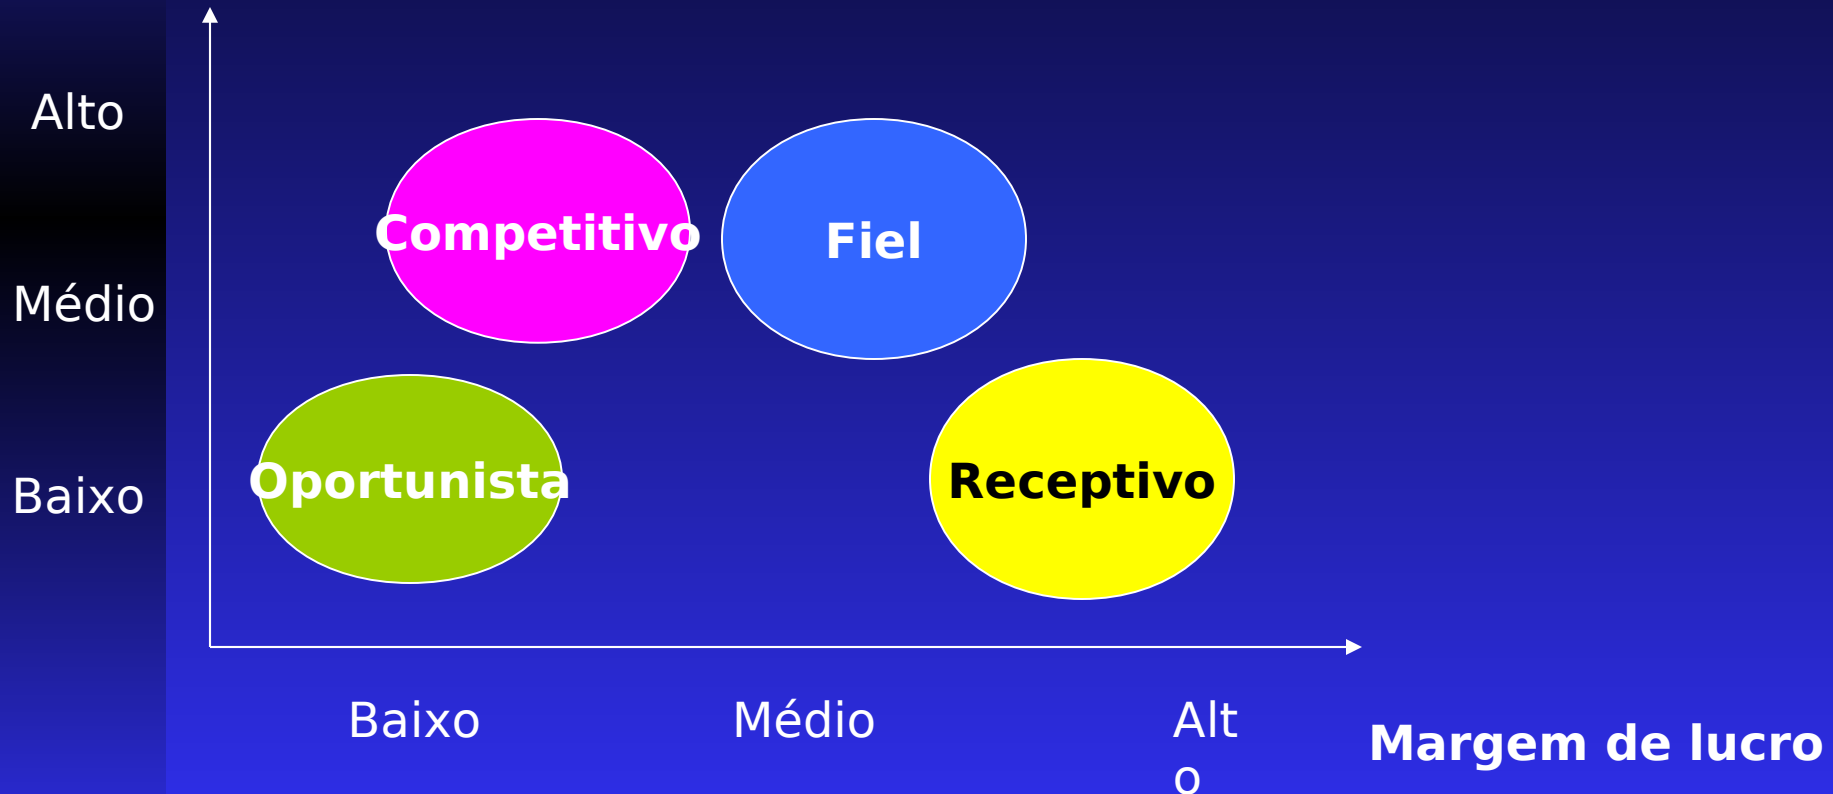 Alto
Competitivo
Fiel
Médio
Oportunista
Receptivo
Baixo
Baixo
Médio
Alt
o
Margem de lucro